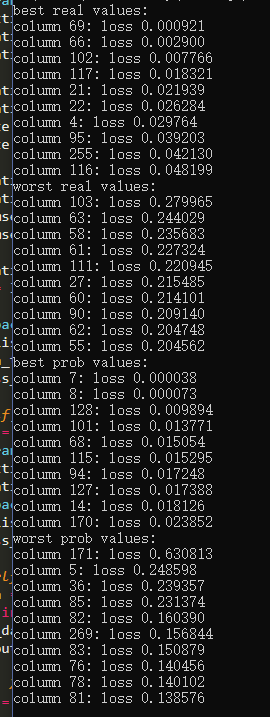 best real values:
column 69: loss 0.000921
column 66: loss 0.002900
column 102: loss 0.007766
column 117: loss 0.018321
column 21: loss 0.021939
column 22: loss 0.026284
column 4: loss 0.029764
column 95: loss 0.039203
column 255: loss 0.042130
column 116: loss 0.048199
worst real values:
column 103: loss 0.279965
column 63: loss 0.244029
column 58: loss 0.235683
column 61: loss 0.227324
column 111: loss 0.220945
column 27: loss 0.215485
column 60: loss 0.214101
column 90: loss 0.209140
column 62: loss 0.204748
column 55: loss 0.204562
best prob values:
column 7: loss 0.000038
column 8: loss 0.000073
column 128: loss 0.009894
column 101: loss 0.013771
column 68: loss 0.015054
column 115: loss 0.015295
column 94: loss 0.017248
column 127: loss 0.017388
column 14: loss 0.018126
column 170: loss 0.023852
worst prob values:
column 171: loss 0.630813
column 5: loss 0.248598
column 36: loss 0.239357
column 85: loss 0.231374
column 82: loss 0.160390
column 269: loss 0.156844
column 83: loss 0.150879
column 76: loss 0.140456
column 78: loss 0.140102
column 81: loss 0.138576